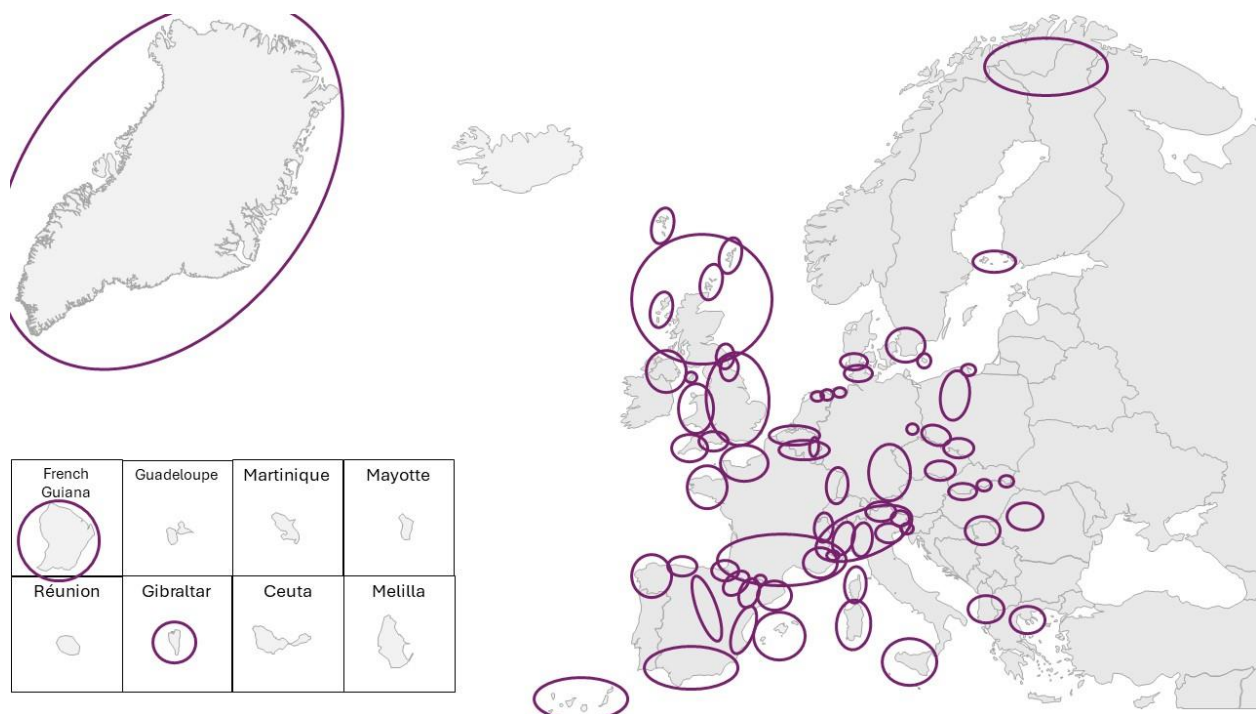 French
Guiana
Guadeloupe
Martinique
Mayotte
Réunion
Gibraltar
Ceuta
Melilla